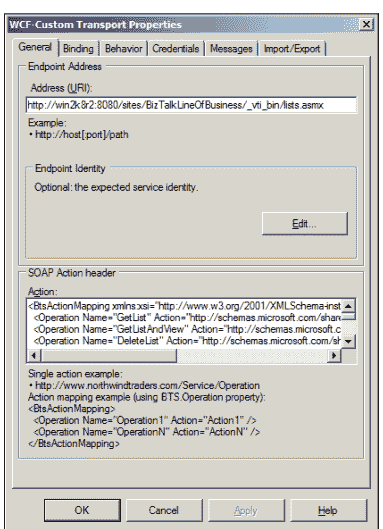 WCF-Custom Transport Properties
General Binding Behavior Credentials Messages Import/Export
Endpoint Address
Address (URI):
http://win2k8r2:8080/sites/BizTalkLineOfBusiness/_vti_bin/lists.asmx
Example:
• http://host[:port]/path
Endpoint Identity
Optional: the expected service identity.
Edit...
SOAP Action header
Action:
<BtsActionMapping xmlns:xsi="http://www.w3.org/2001/XMLSchema-inst
<Operation Name="GetList" Action="http://schemas.microsoft.com/share
<Operation Name="GetListAndView" Action="http://schemas.microsoft.c
<Operation Name="DeleteList" Action="http://schemas.microsoft.com/sh
Single action example:
• http://www.northwindtraders.com/Service/Operation
Action mapping example (using BTS.Operation property):
<BtsActionMapping>
<Operation Name="Operation1" Action="Action1" />
<Operation Name="OperationN" Action="ActionN" />
</BtsActionMapping>
OK Cancel Apply Help